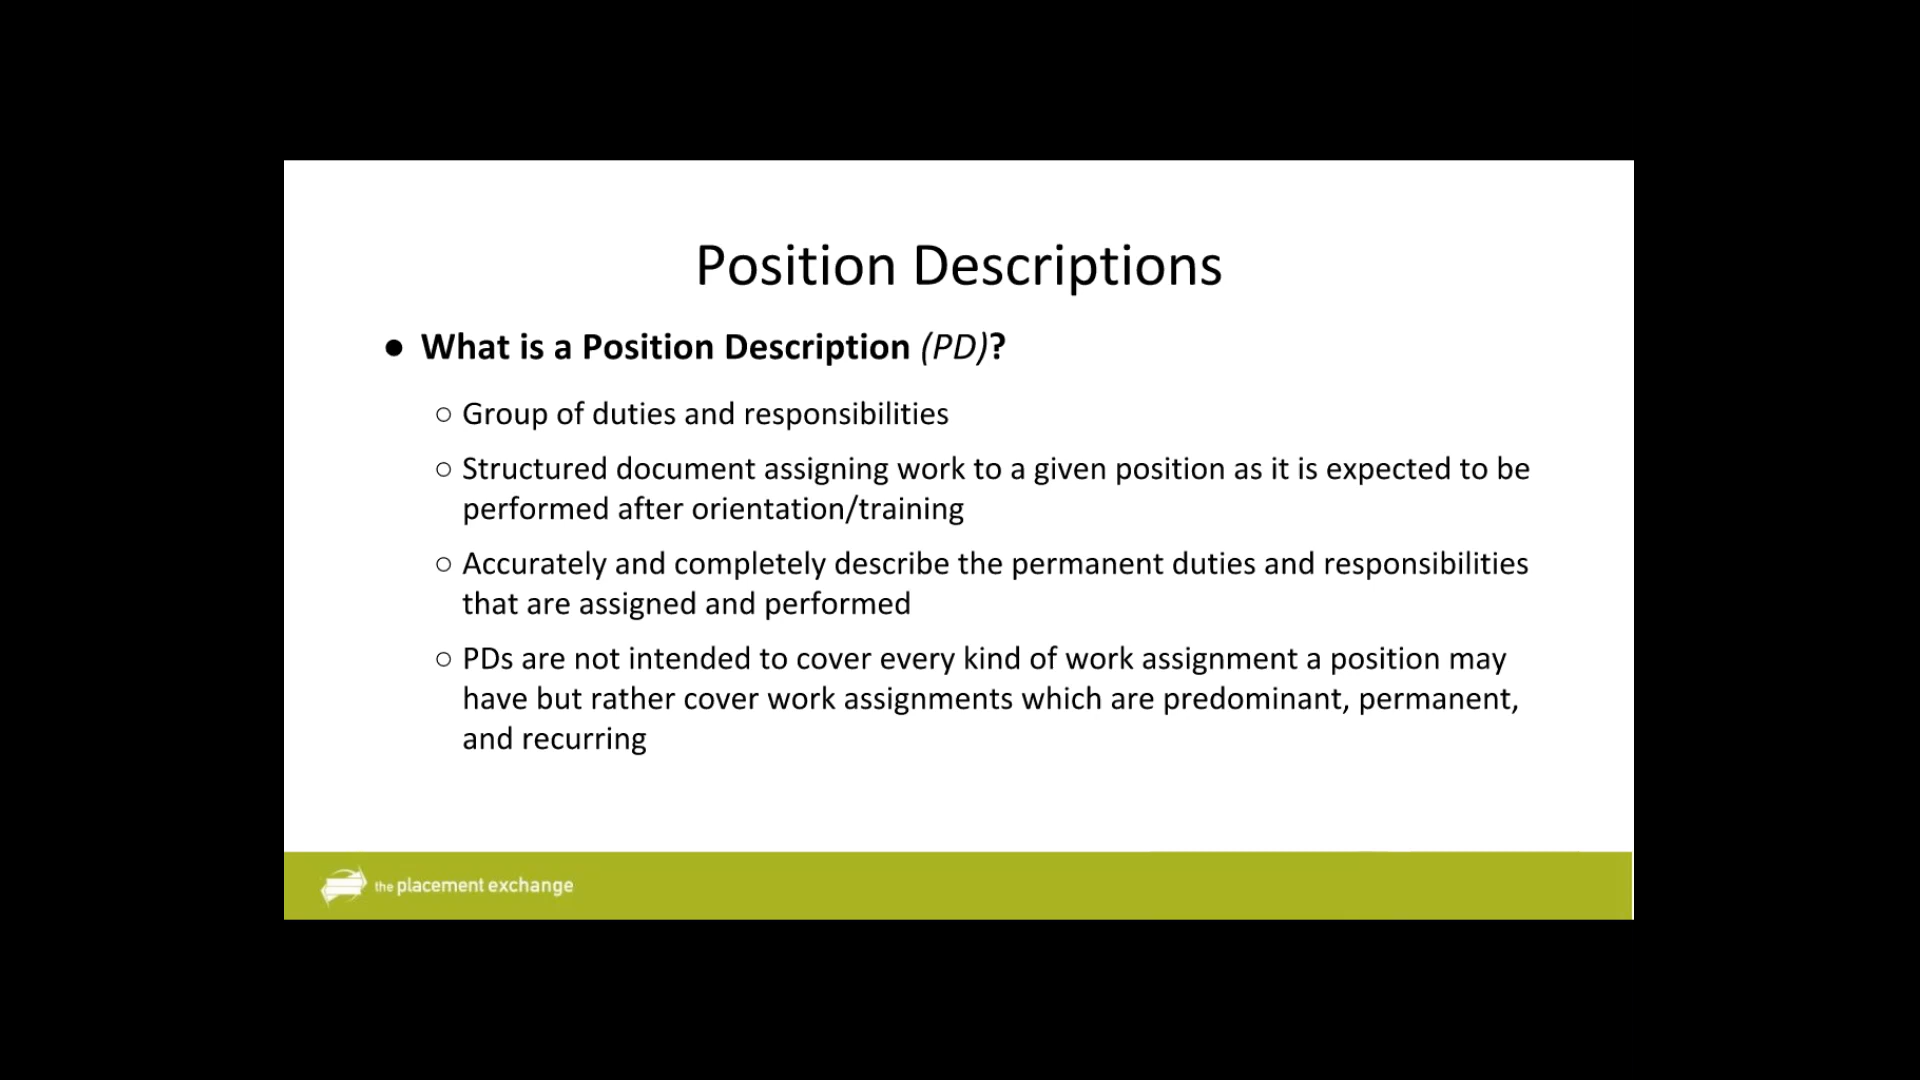 Position Descriptions
● What is a Position Description (PD)?
○ Group of duties and responsibilities
○ Structured document assigning work to a given position as it is expected to be
performed after orientation/training
○ Accurately and completely describe the permanent duties and responsibilities
that are assigned and performed
○ PDs are not intended to cover every kind of work assignment a position may
have but rather cover work assignments which are predominant, permanent,
and recurring
the placement exchange